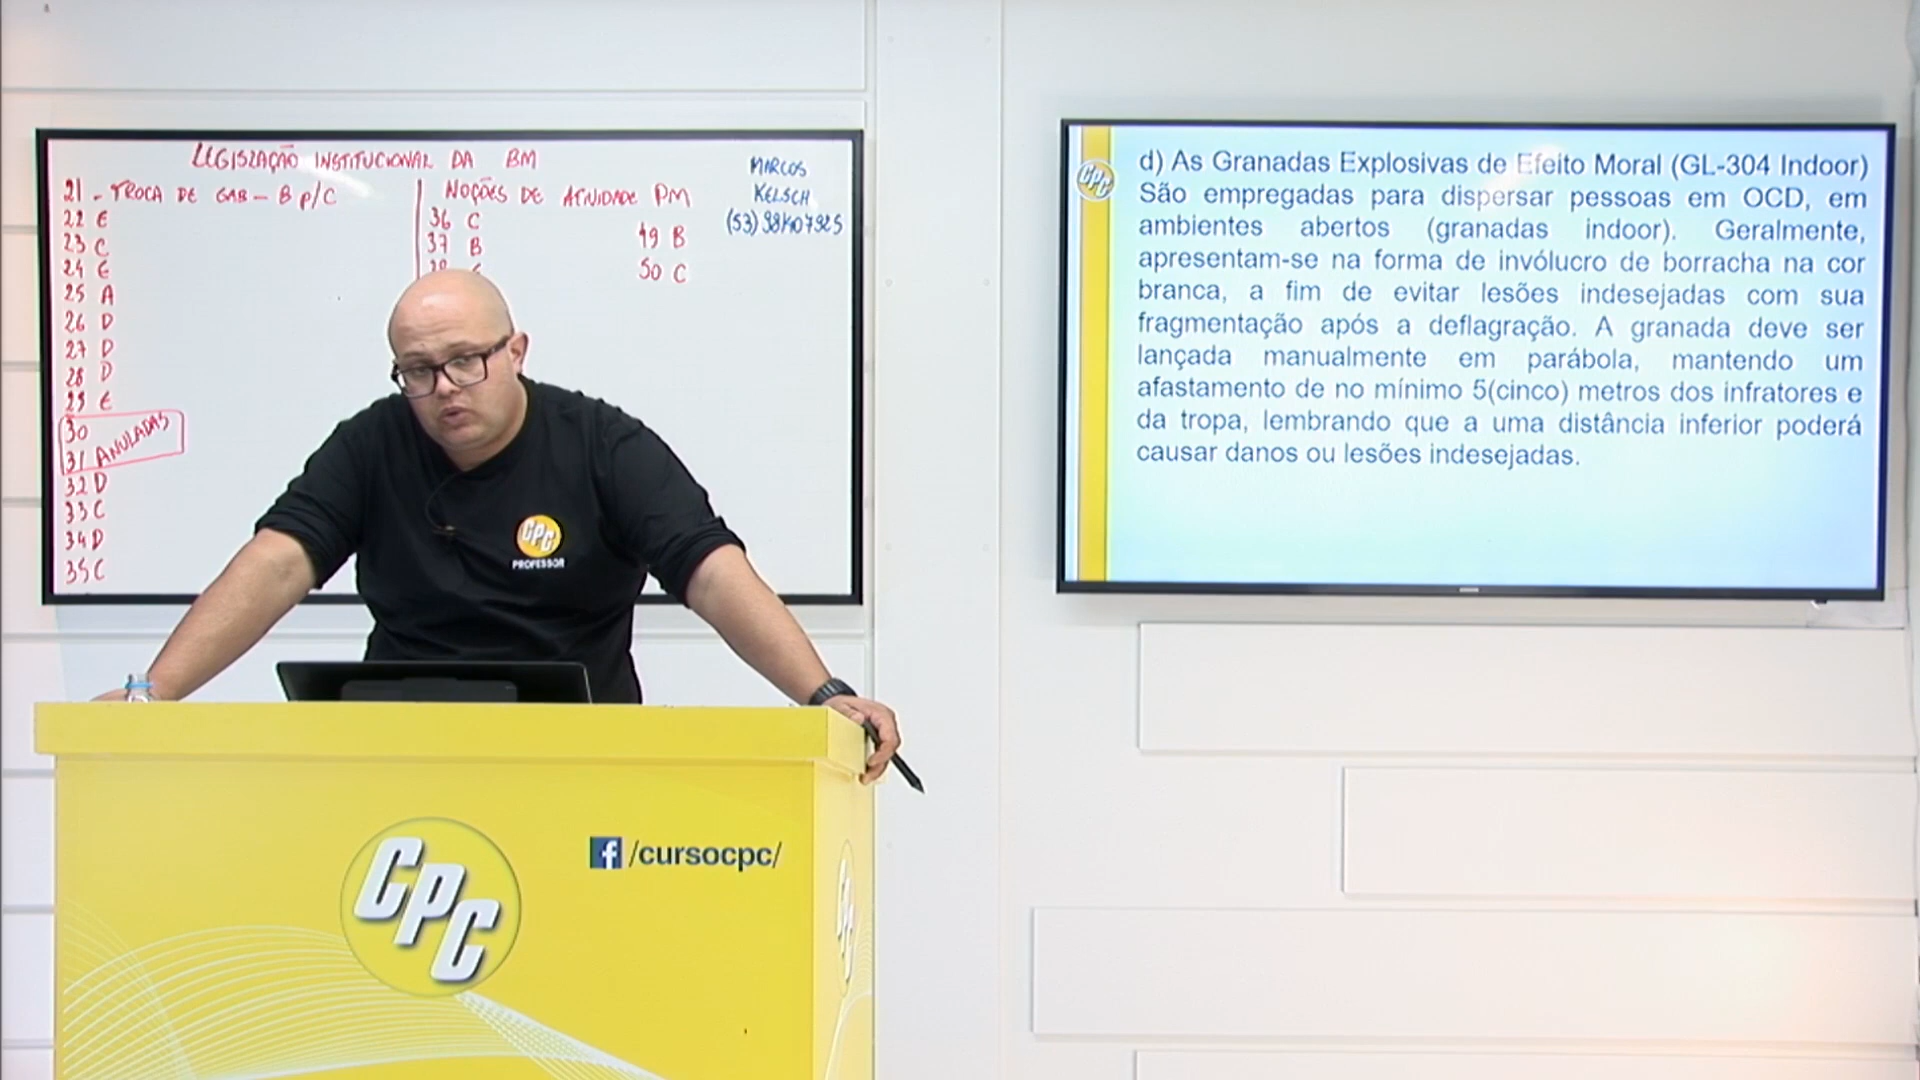 LEGISLAÇÃO INSTITUCIONAL DA BM
21 - TROCA DE GAB - B p/C
22 E
23 C
24 E
25 A
26 D
27 D
28 D
29 E
30
31 ANULADAS
32 D
33 C
34 D
35 C
NOÇÕES DE ATIVIDADE PM
36 C
37 B
49 B
50 C
MARCOS
KELSCH
(53)
CPC
d) As Granadas Explosivas de Efeito Moral (GL-304 Indoor)
São empregadas para dispersar pessoas em OCD, em
ambientes abertos (granadas indoor). Geralmente,
apresentam-se na forma de invólucro de borracha na cor
branca, a fim de evitar lesões indesejadas com sua
fragmentação após a deflagração. A granada deve ser
lançada manualmente em parábola, mantendo um
afastamento de no mínimo 5(cinco) metros dos infratores e
da tropa, lembrando que a uma distância inferior poderá
causar danos ou lesões indesejadas.
CPC
PROFESSOR
CPC
f /cursocpc/